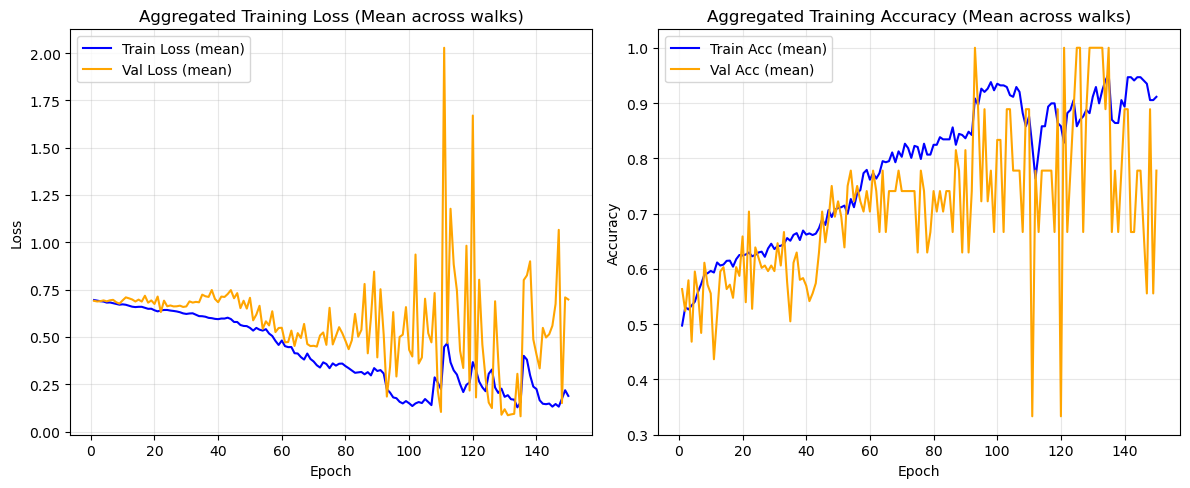 Aggregated Training Loss (Mean across walks)
Train Loss (mean)
Val Loss (mean)
2.00
1.75
1.50
1.25
1.00
0.75
0.50
0.25
0.00
Loss
0 20 40 60 80 100 120 140
Epoch
Aggregated Training Accuracy (Mean across walks)
Train Acc (mean)
Val Acc (mean)
1.0
0.9
0.8
0.7
0.6
0.5
0.4
0.3
Accuracy
0 20 40 60 80 100 120 140
Epoch